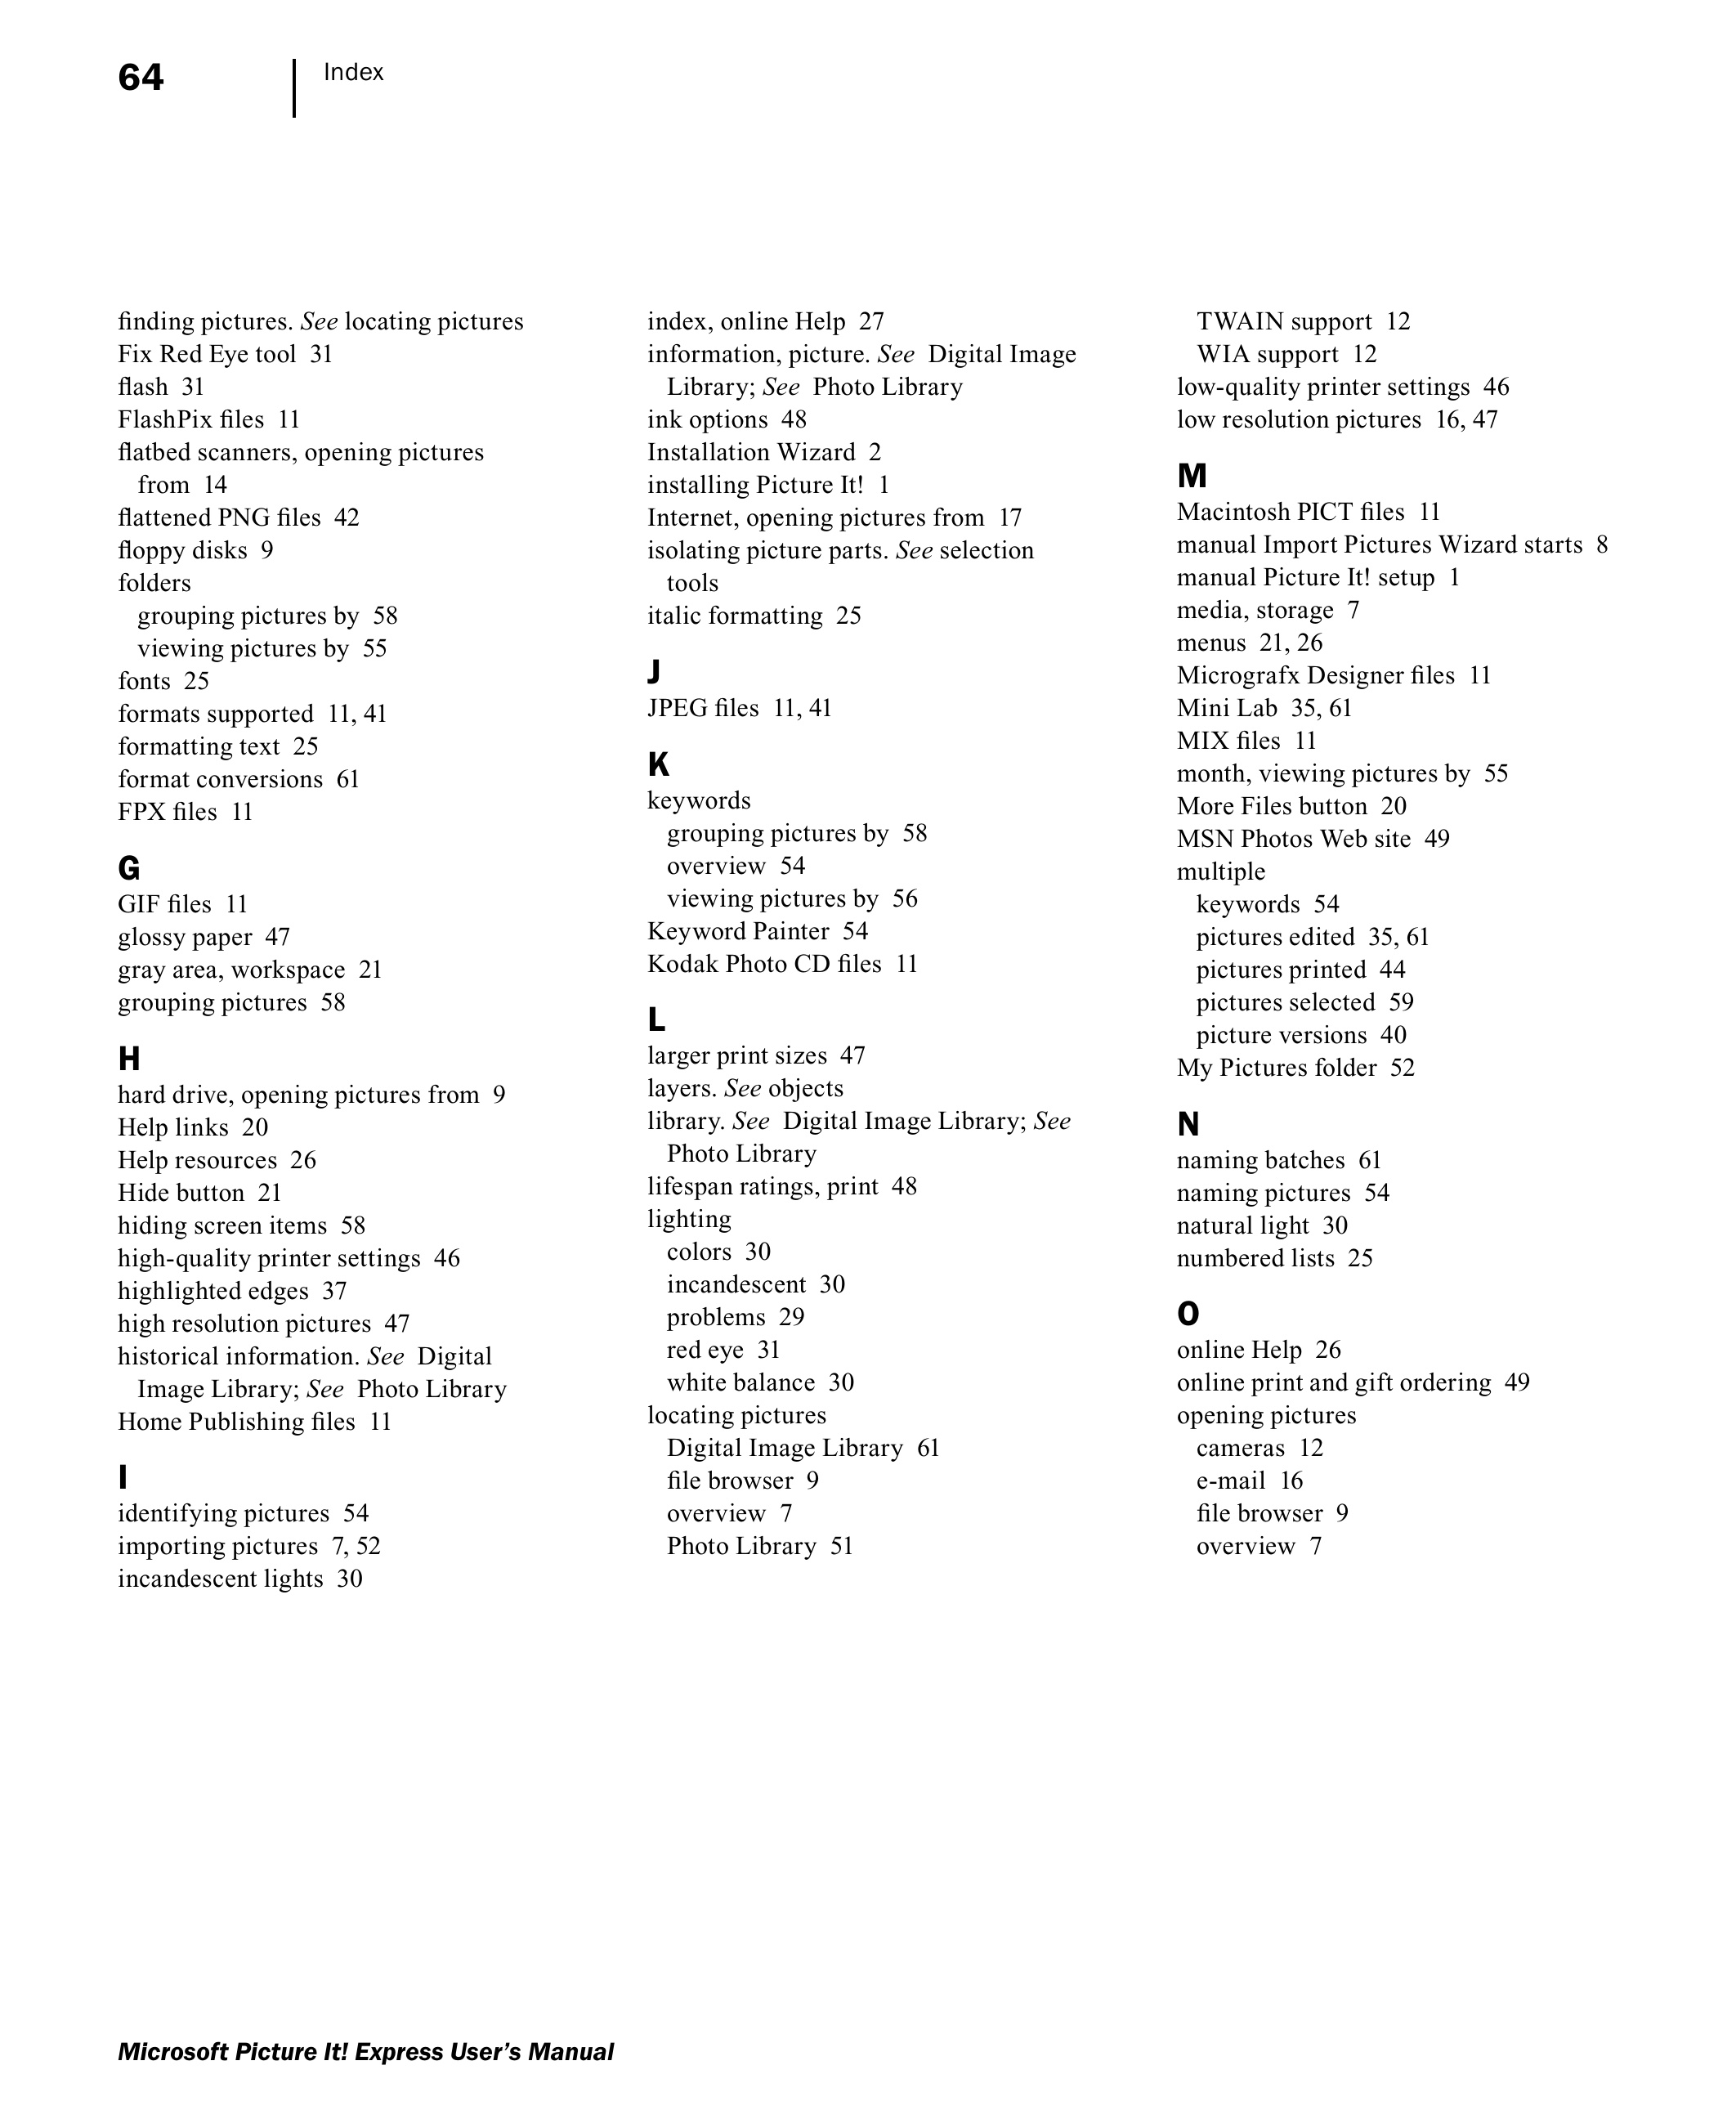 64
Index
finding pictures. See locating pictures
Fix Red Eye tool 31
flash 31
FlashPix files 11
flatbed scanners, opening pictures
from 14
flattened PNG files 42
floppy disks 9
folders
grouping pictures by 58
viewing pictures by 55
fonts 25
formats supported 11, 41
formatting text 25
format conversions 61
FPX files 11
G
GIF files 11
glossy paper 47
gray area, workspace 21
grouping pictures 58
H
hard drive, opening pictures from 9
Help links 20
Help resources 26
Hide button 21
hiding screen items 58
high-quality printer settings 46
highlighted edges 37
high resolution pictures 47
historical information. See Digital
Image Library; See Photo Library
Home Publishing files 11
I
identifying pictures 54
importing pictures 7, 52
incandescent lights 30
index, online Help 27
information, picture. See Digital Image
Library; See Photo Library
ink options 48
Installation Wizard 2
installing Picture It! 1
Internet, opening pictures from 17
isolating picture parts. See selection
tools
italic formatting 25
J
JPEG files 11, 41
K
keywords
grouping pictures by 58
overview 54
viewing pictures by 56
Keyword Painter 54
Kodak Photo CD files 11
L
larger print sizes 47
layers. See objects
library. See Digital Image Library; See
Photo Library
lifespan ratings, print 48
lighting
colors 30
incandescent 30
problems 29
red eye 31
white balance 30
locating pictures
Digital Image Library 61
file browser 9
overview 7
Photo Library 51
TWAIN support 12
WIA support 12
low-quality printer settings 46
low resolution pictures 16, 47
M
Macintosh PICT files 11
manual Import Pictures Wizard starts 8
manual Picture It! setup 1
media, storage 7
menus 21, 26
Micrografx Designer files 11
Mini Lab 35, 61
MIX files 11
month, viewing pictures by 55
More Files button 20
MSN Photos Web site 49
multiple
keywords 54
pictures edited 35, 61
pictures printed 44
pictures selected 59
picture versions 40
My Pictures folder 52
N
naming batches 61
naming pictures 54
natural light 30
numbered lists 25
O
online Help 26
online print and gift ordering 49
opening pictures
cameras 12
e-mail 16
file browser 9
overview 7
Microsoft Picture It! Express User’s Manual